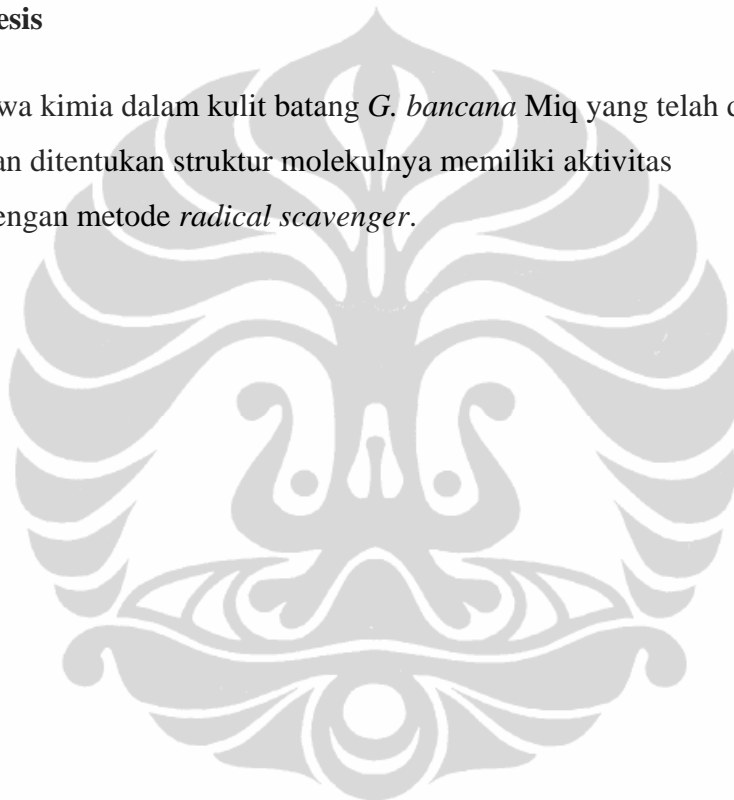 esis
wa kimia dalam kulit batang G. bancana Miq yang telah d
an ditentukan struktur molekulnya memiliki aktivitas
engan metode radical scavenger.